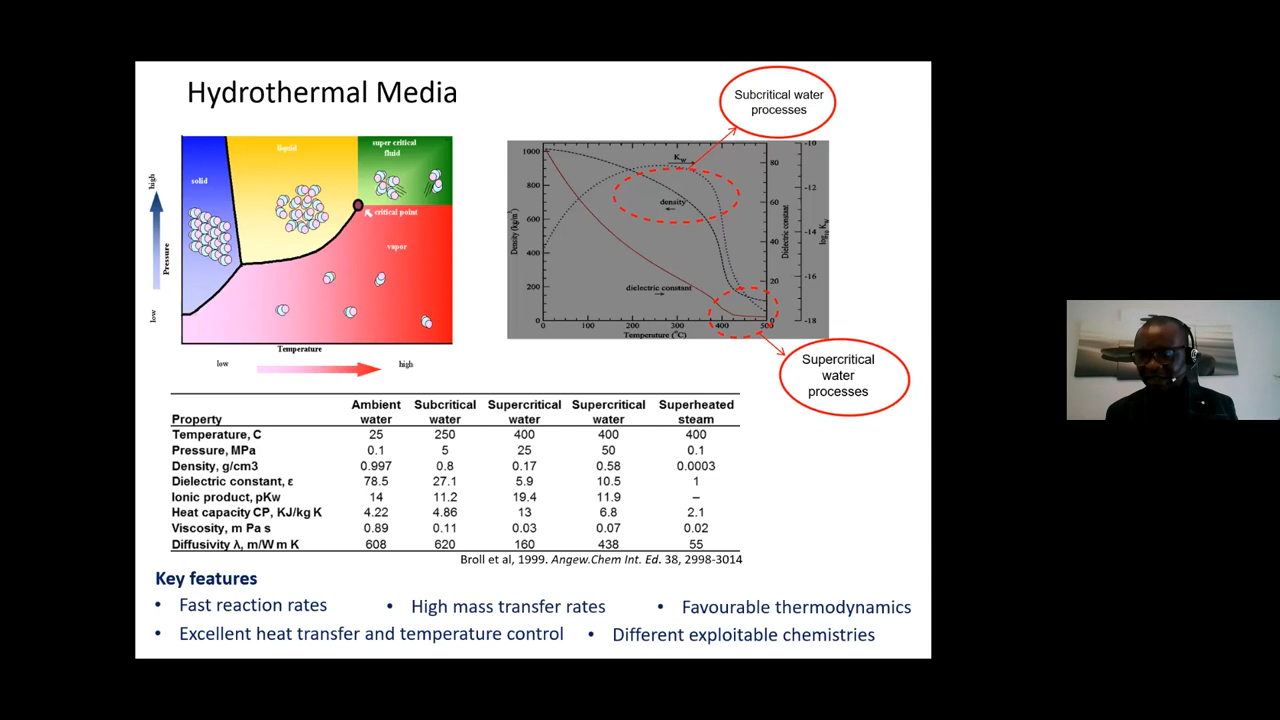 Hydrothermal Media
Subcritical water
processes
solid
liquid
super critical
fluid
critical point
vapor
high
Pressure
low
Temperature
low
high
1000
800
600
400
200
0
Density (kg/m³)
Kw
density
dielectric constant
0
100
200
300
400
500
Temperature (°C)
80
60
40
20
0
Dielectric constant
-10
-12
-14
-16
-18
log₁₀ Kw
Supercritical
water
processes
Ambient Subcritical Supercritical Supercritical Superheated
Property water water water water steam
Temperature, C 25 250 400 400 400
Pressure, MPa 0.1 5 25 50 0.1
Density, g/cm3 0.997 0.8 0.17 0.58 0.0003
Dielectric constant, ε 78.5 27.1 5.9 10.5 1
Ionic product, pKw 14 11.2 19.4 11.9 –
Heat capacity CP, KJ/kg K 4.22 4.86 13 6.8 2.1
Viscosity, m Pa s 0.89 0.11 0.03 0.07 0.02
Diffusivity λ, m/W m K 608 620 160 438 55
Broll et al, 1999. Angew.Chem Int. Ed. 38, 2998-3014
Key features
• Fast reaction rates • High mass transfer rates • Favourable thermodynamics
• Excellent heat transfer and temperature control • Different exploitable chemistries